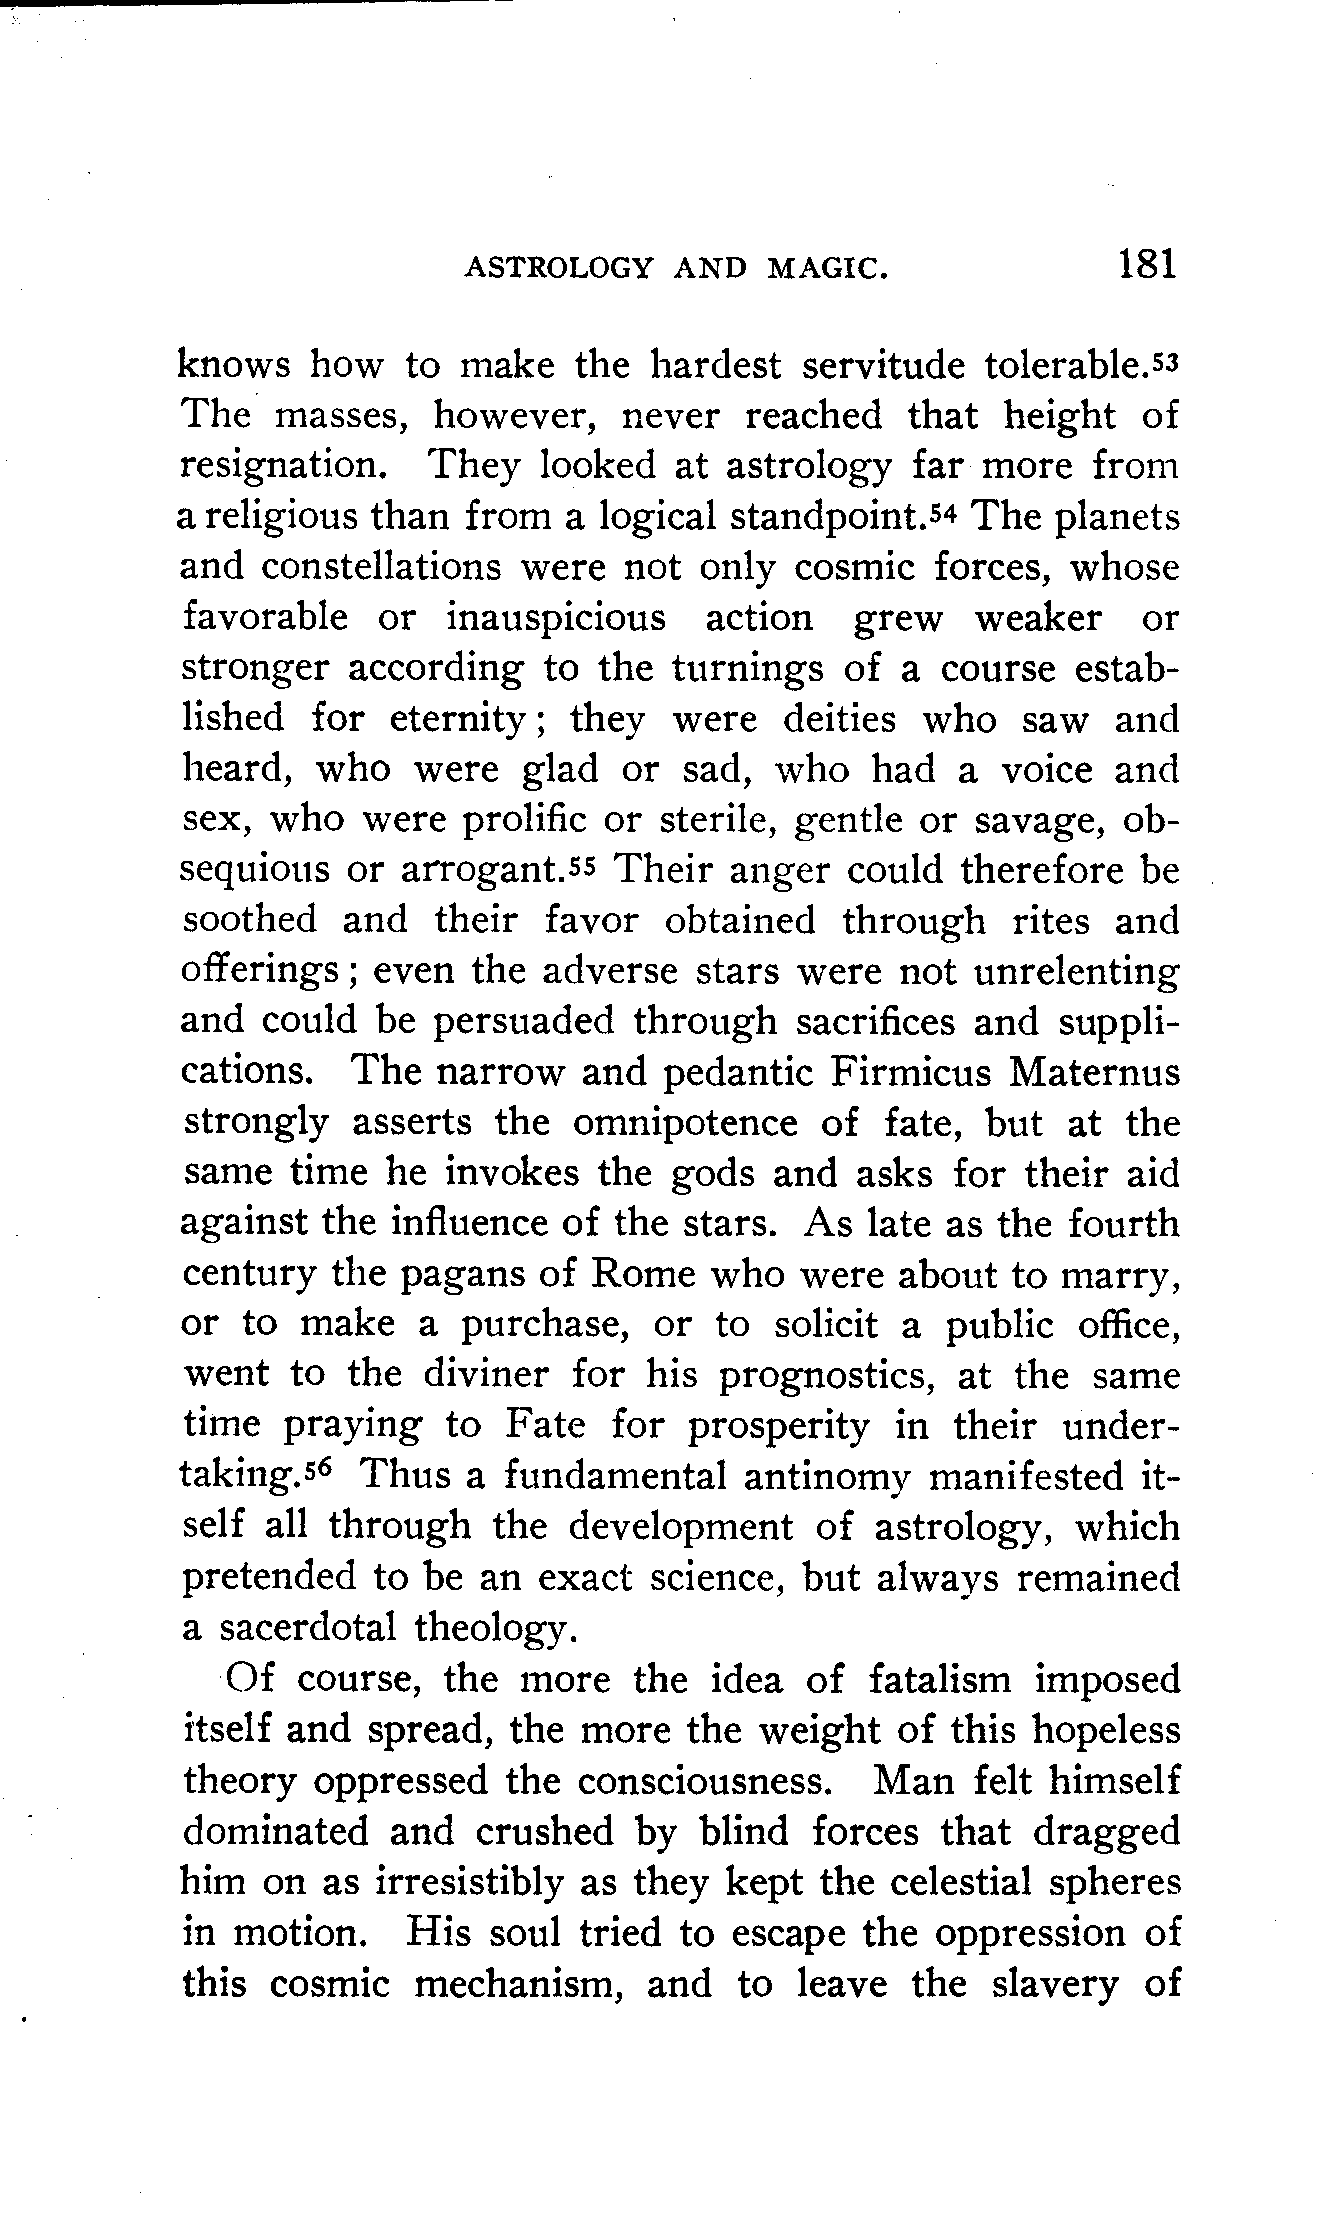 ASTROLOGY AND MAGIC. 181
knows how to make the hardest servitude tolerable.53
The masses, however, never reached that height of
resignation. They looked at astrology far more from
a religious than from a logical standpoint.54 The planets
and constellations were not only cosmic forces, whose
favorable or inauspicious action grew weaker or
stronger according to the turnings of a course estab-
lished for eternity; they were deities who saw and
heard, who were glad or sad, who had a voice and
sex, who were prolific or sterile, gentle or savage, ob-
sequious or arrogant.55 Their anger could therefore be
soothed and their favor obtained through rites and
offerings; even the adverse stars were not unrelenting
and could be persuaded through sacrifices and suppli-
cations. The narrow and pedantic Firmicus Maternus
strongly asserts the omnipotence of fate, but at the
same time he invokes the gods and asks for their aid
against the influence of the stars. As late as the fourth
century the pagans of Rome who were about to marry,
or to make a purchase, or to solicit a public office,
went to the diviner for his prognostics, at the same
time praying to Fate for prosperity in their under-
taking.56 Thus a fundamental antinomy manifested it-
self all through the development of astrology, which
pretended to be an exact science, but always remained
a sacerdotal theology.
Of course, the more the idea of fatalism imposed
itself and spread, the more the weight of this hopeless
theory oppressed the consciousness. Man felt himself
dominated and crushed by blind forces that dragged
him on as irresistibly as they kept the celestial spheres
in motion. His soul tried to escape the oppression of
this cosmic mechanism, and to leave the slavery of